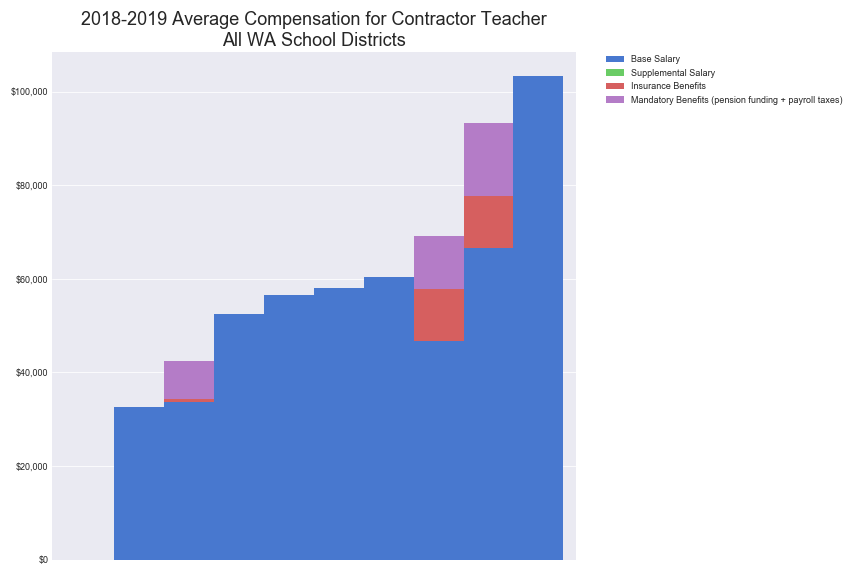 2018-2019 Average Compensation for Contractor Teacher
All WA School Districts
Base Salary
Supplemental Salary
Insurance Benefits
Mandatory Benefits (pension funding + payroll taxes)
$100,000
$80,000
$60,000
$40,000
$20,000
$0